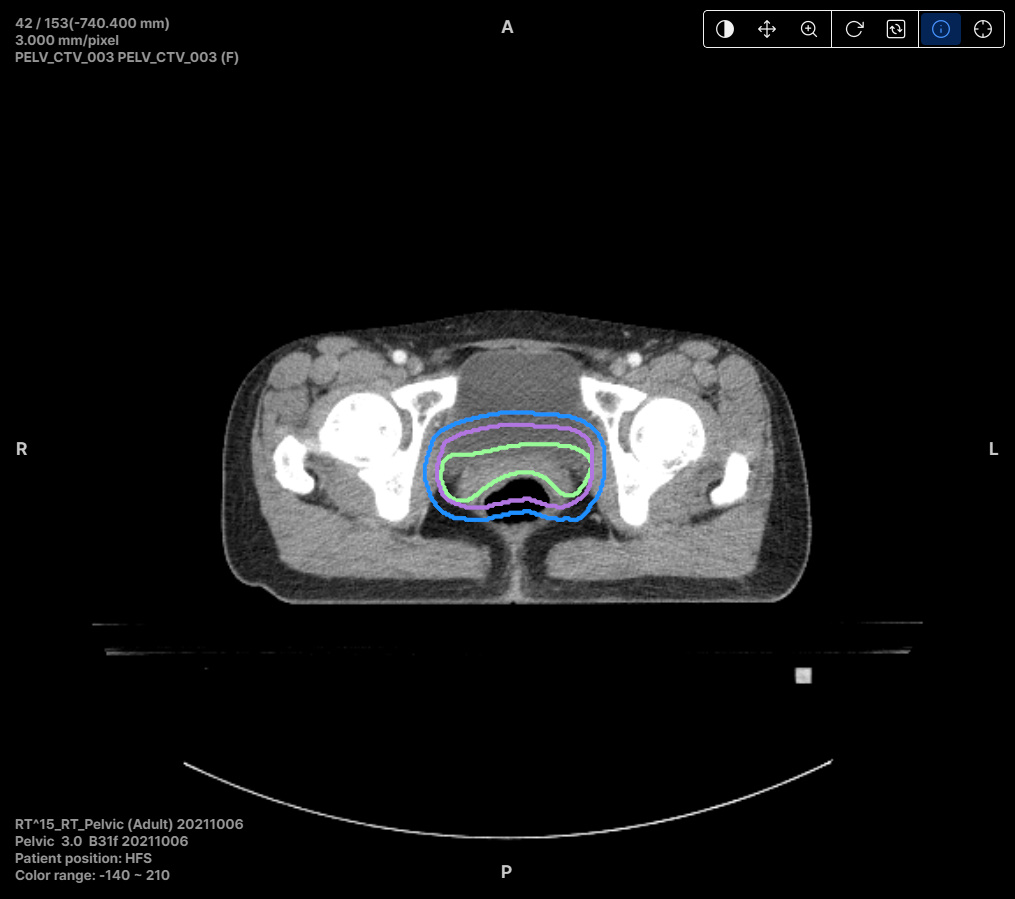 42 / 153(-740.400 mm)
3.000 mm/pixel
PELV_CTV_003 PELV_CTV_003 (F)
A
R
L
RT^15_RT_Pelvic (Adult) 20211006
Pelvic  3.0  B31f 20211006
Patient position: HFS
Color range: -140 ~ 210
P